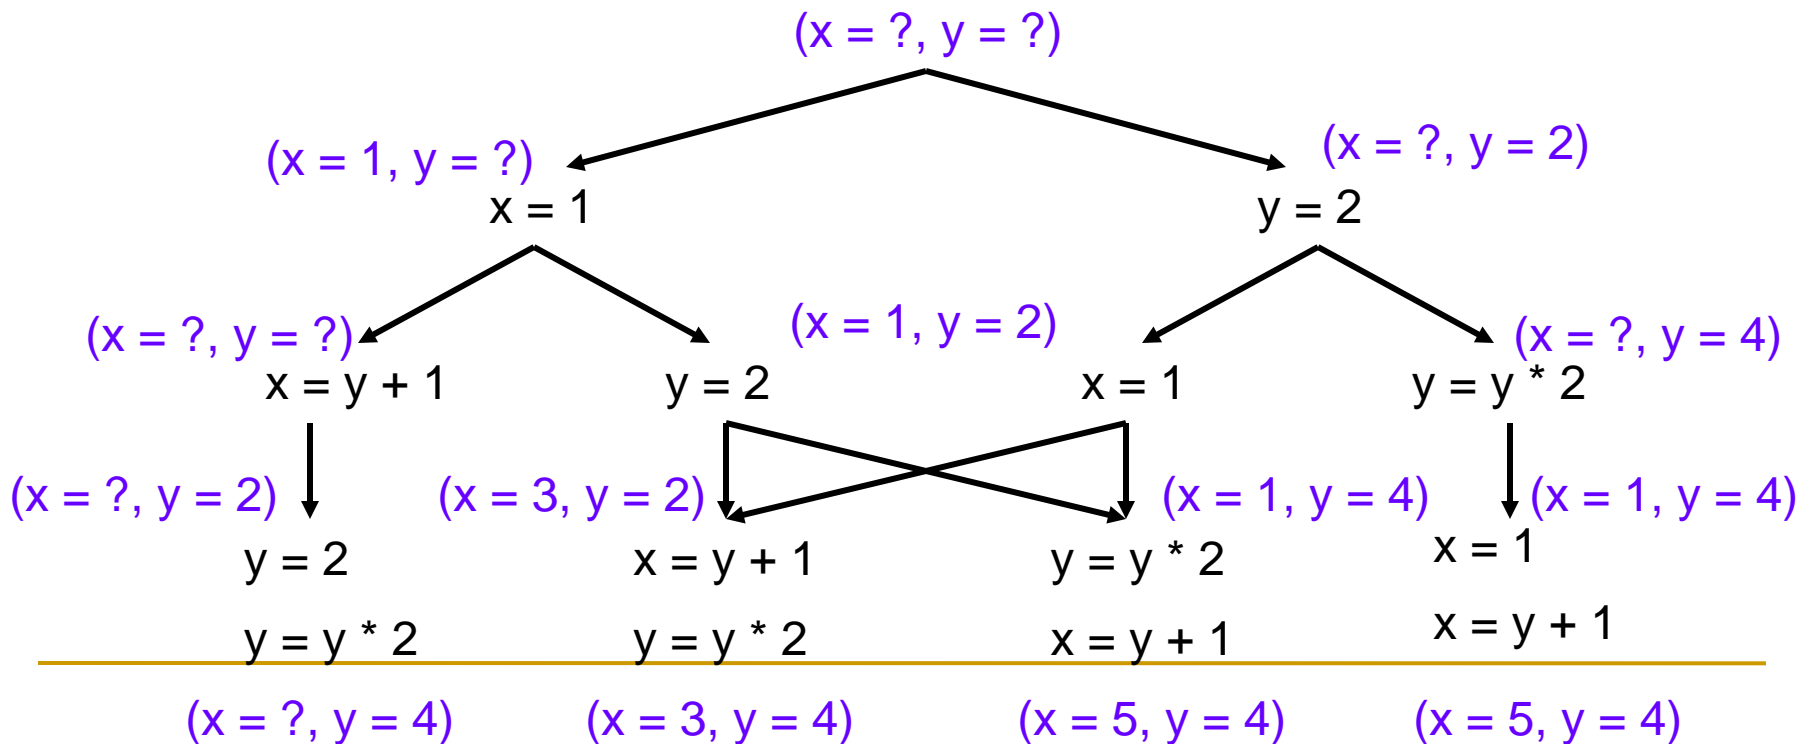 (x = ?, y = ?)
(x = 1, y = ?)
(x = ?, y = 2)
x = 1
y = 2
(x = ?, y = ?)
(x = 1, y = 2)
(x = ?, y = 4)
x = y + 1
y = 2
x = 1
y = y * 2
(x = ?, y = 2)
(x = 3, y = 2)
(x = 1, y = 4)
(x = 1, y = 4)
y = 2
x = y + 1
y = y * 2
x = 1
y = y * 2
y = y * 2
x = y + 1
x = y + 1
(x = ?, y = 4)
(x = 3, y = 4)
(x = 5, y = 4)
(x = 5, y = 4)